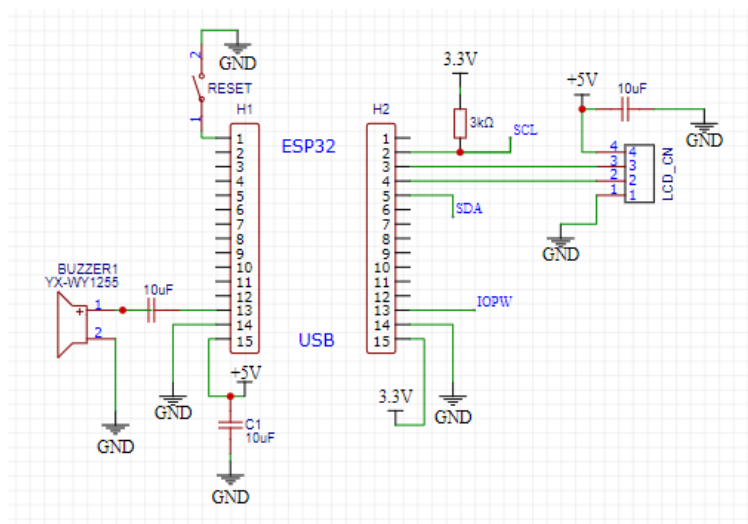 2
GND
RESET
1
H1
ESP32
H2
1
2
3
4
5
6
7
8
9
10
11
12
13
14
15
1
2
3
4
5
6
7
8
9
10
11
12
13
14
15
USB
3.3V
3kΩ
SCL
SDA
IOPW
+5V
10uF
GND
4 4
3 3
2 2
1 1
LCD_CN
GND
BUZZER1
YX-WY1255
10uF
+ 1
2
GND
GND
+5V
C1
10uF
GND
3.3V
GND